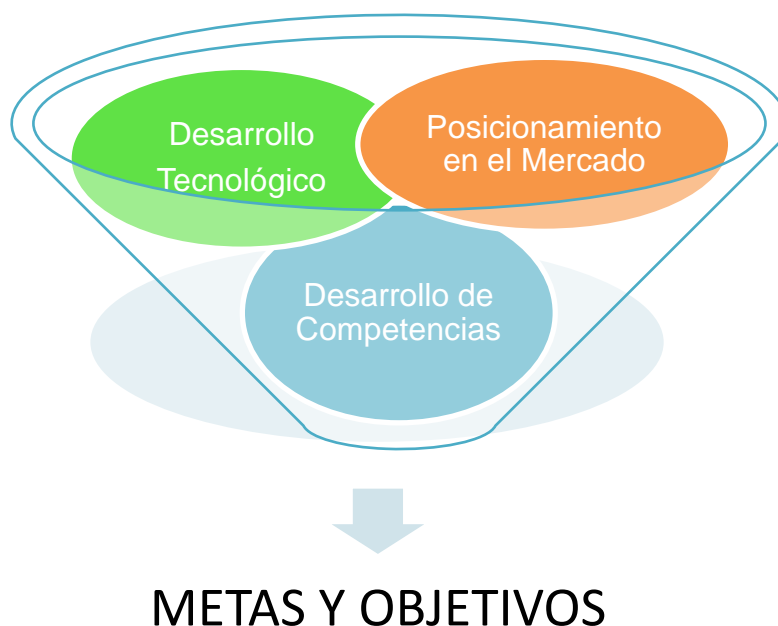 Desarrollo
Tecnológico
Posicionamiento
en el Mercado
Desarrollo de
Competencias
METAS Y OBJETIVOS